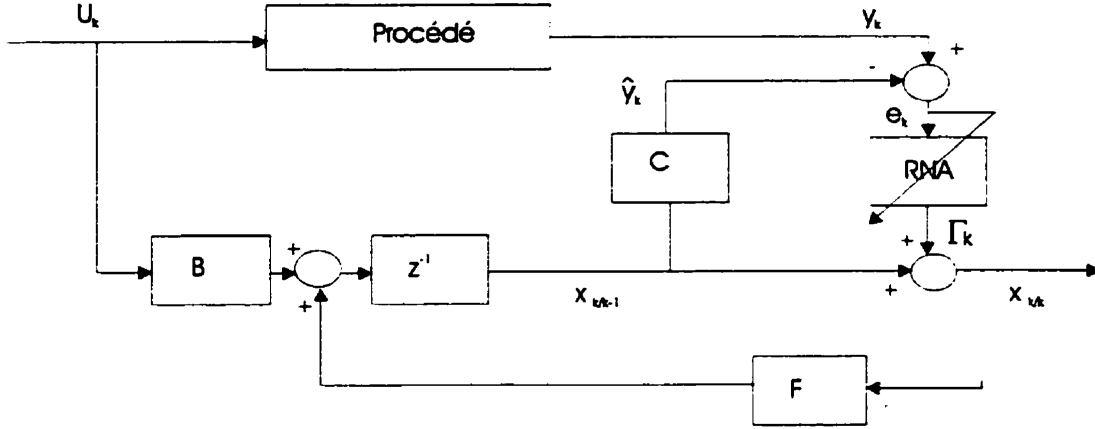 U_k
Procédé
y_k
+
-
ŷ_k
e_k
C
RNA
+
Γ_k
B
+
+
z^-1
x_k/k-1
+
x_k/k
F